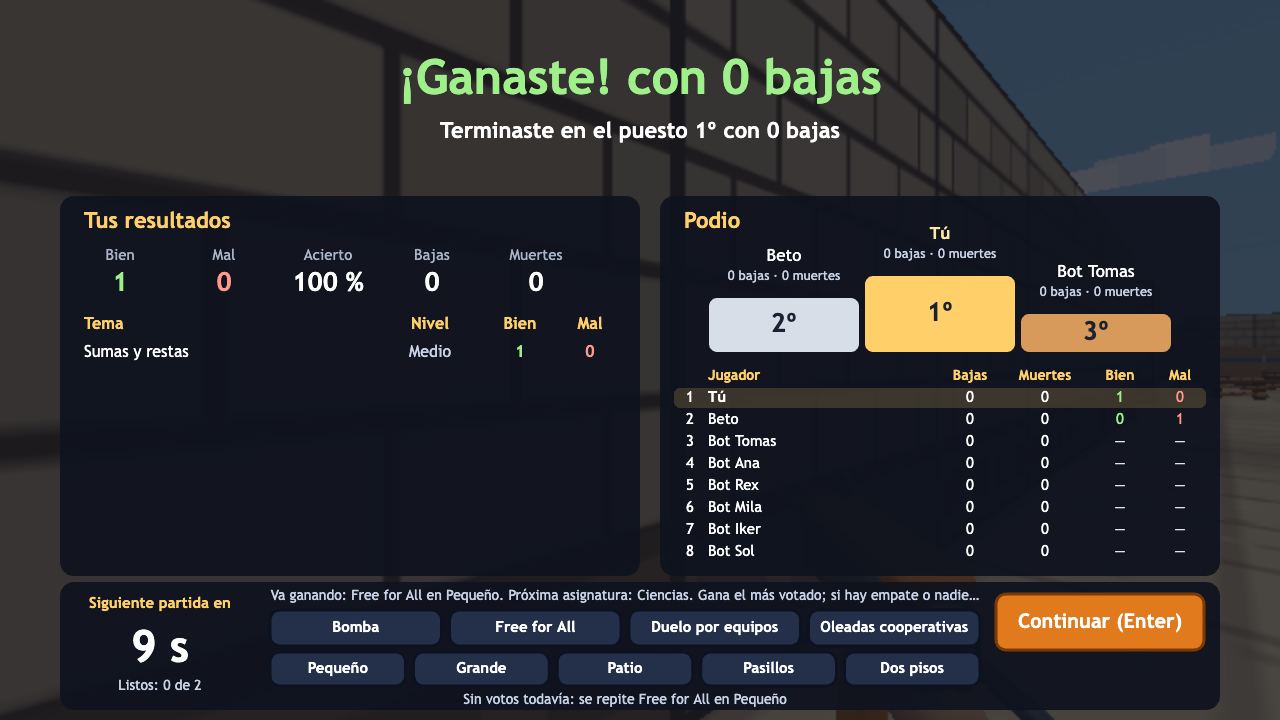 ¡Ganaste! con 0 bajas
Terminaste en el puesto 1º con 0 bajas
Tus resultados
Bien Mal Acierto Bajas Muertes
1 0 100 % 0 0
Tema Nivel Bien Mal
Sumas y restas Medio 1 0
Podio
Tú
0 bajas · 0 muertes
Beto
0 bajas · 0 muertes
Bot Tomas
0 bajas · 0 muertes
2º 1º 3º
Jugador Bajas Muertes Bien Mal
1 Tú 0 0 1 0
2 Beto 0 0 0 1
3 Bot Tomas 0 0 — —
4 Bot Ana 0 0 — —
5 Bot Rex 0 0 — —
6 Bot Mila 0 0 — —
7 Bot Iker 0 0 — —
8 Bot Sol 0 0 — —
Siguiente partida en
9 s
Listos: 0 de 2
Va ganando: Free for All en Pequeño. Próxima asignatura: Ciencias. Gana el más votado; si hay empate o nadie…
Bomba Free for All Duelo por equipos Oleadas cooperativas
Pequeño Grande Patio Pasillos Dos pisos
Sin votos todavía: se repite Free for All en Pequeño
Continuar (Enter)